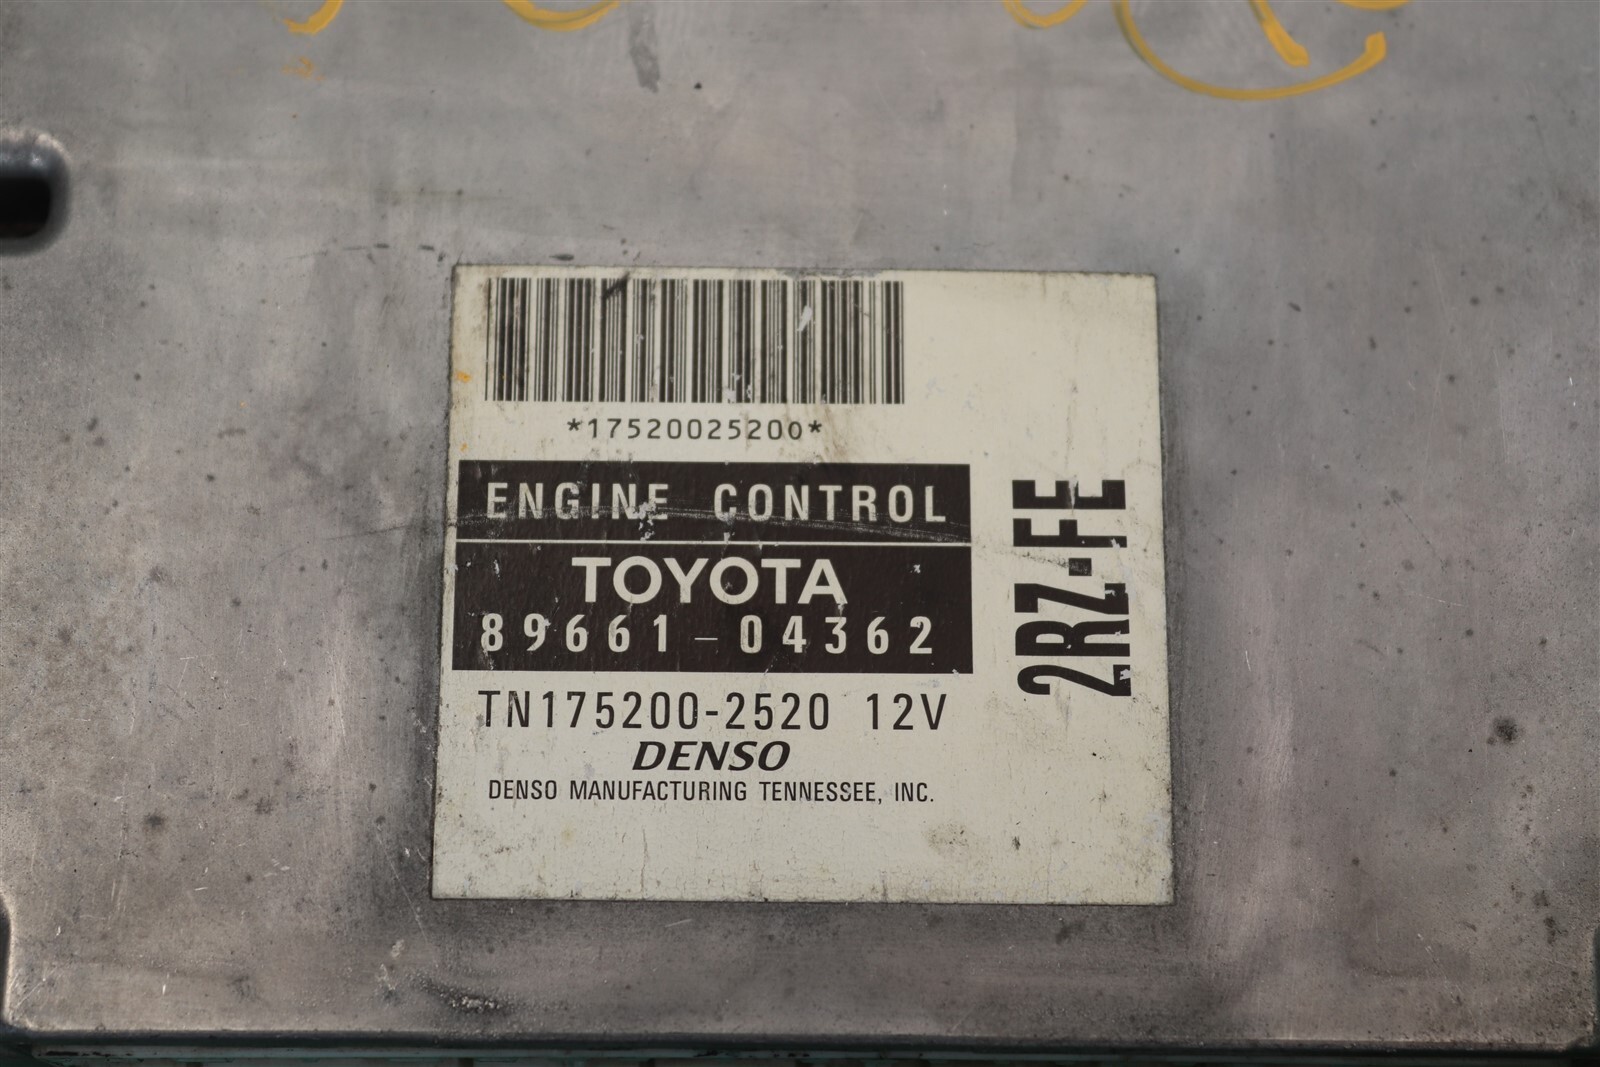 *17520025200*
ENGINE CONTROL
TOYOTA
89661-04362
TN175200-2520 12V
DENSO
DENSO MANUFACTURING TENNESSEE, INC.
2RZ-FE